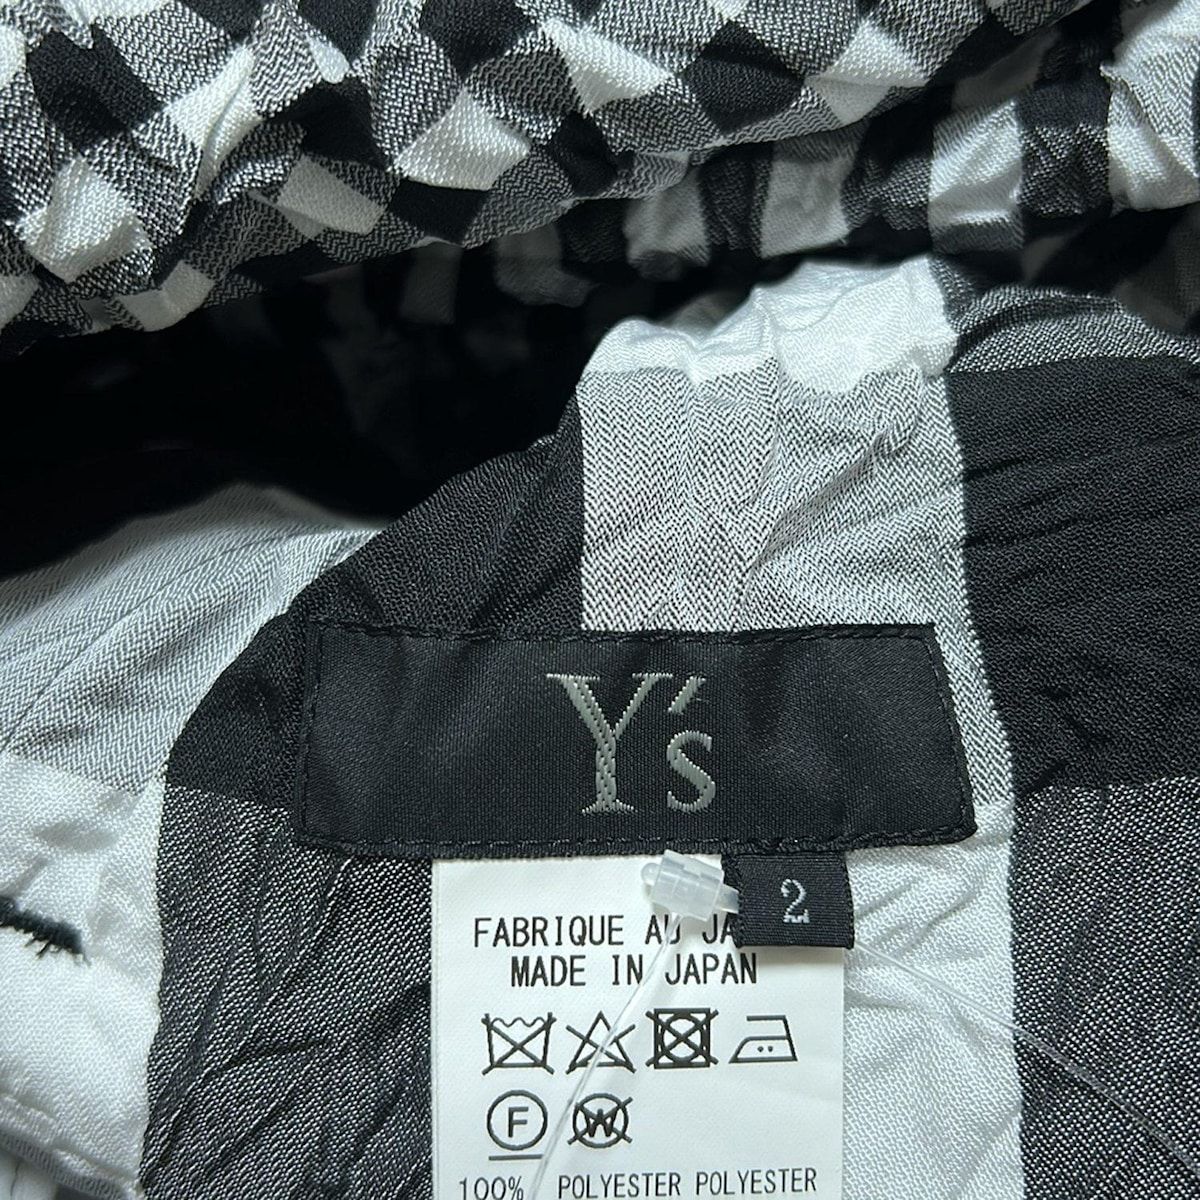 Y's
2
FABRIQUE AU JA
MADE IN JAPAN
F
W
100% POLYESTER POLYESTER